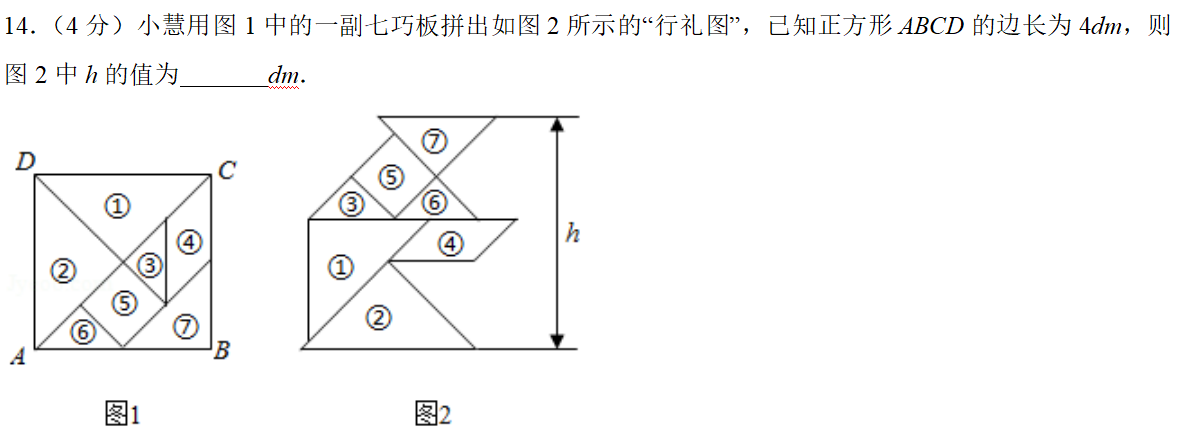 14.（4 分）小慧用图 1 中的一副七巧板拼出如图 2 所示的“行礼图”，已知正方形 ABCD 的边长为 4dm，则
图 2 中 h 的值为_______dm．
D
C
①
②
③
④
⑤
⑥
⑦
A
B
图1
⑦
⑤
③
⑥
④
①
②
h
图2